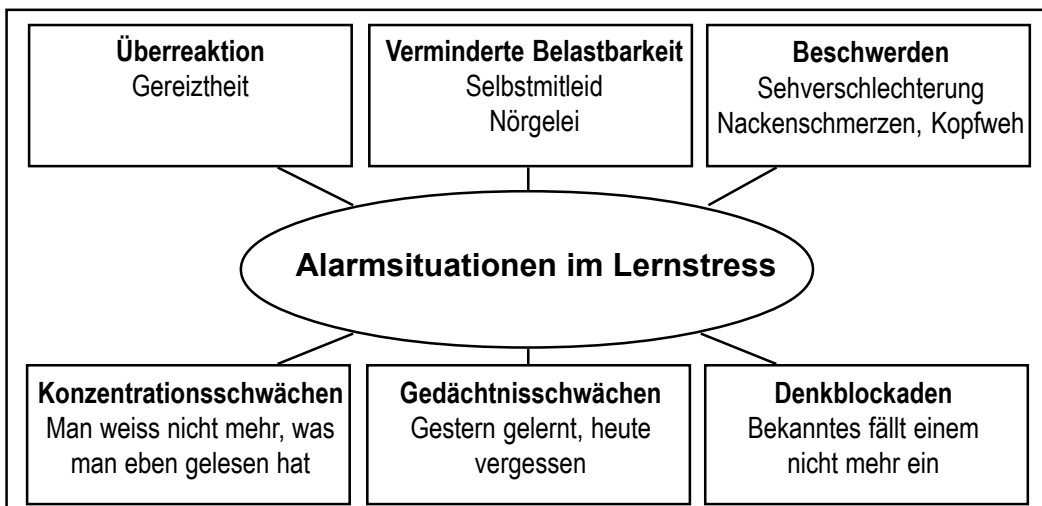 Überreaktion
Gereiztheit
Verminderte Belastbarkeit
Selbstmitleid
Nörgelei
Beschwerden
Sehverschlechterung
Nackenschmerzen, Kopfweh
Alarmsituationen im Lernstress
Konzentrationsschwächen
Man weiss nicht mehr, was
man eben gelesen hat
Gedächtnisschwächen
Gestern gelernt, heute
vergessen
Denkblockaden
Bekanntes fällt einem
nicht mehr ein